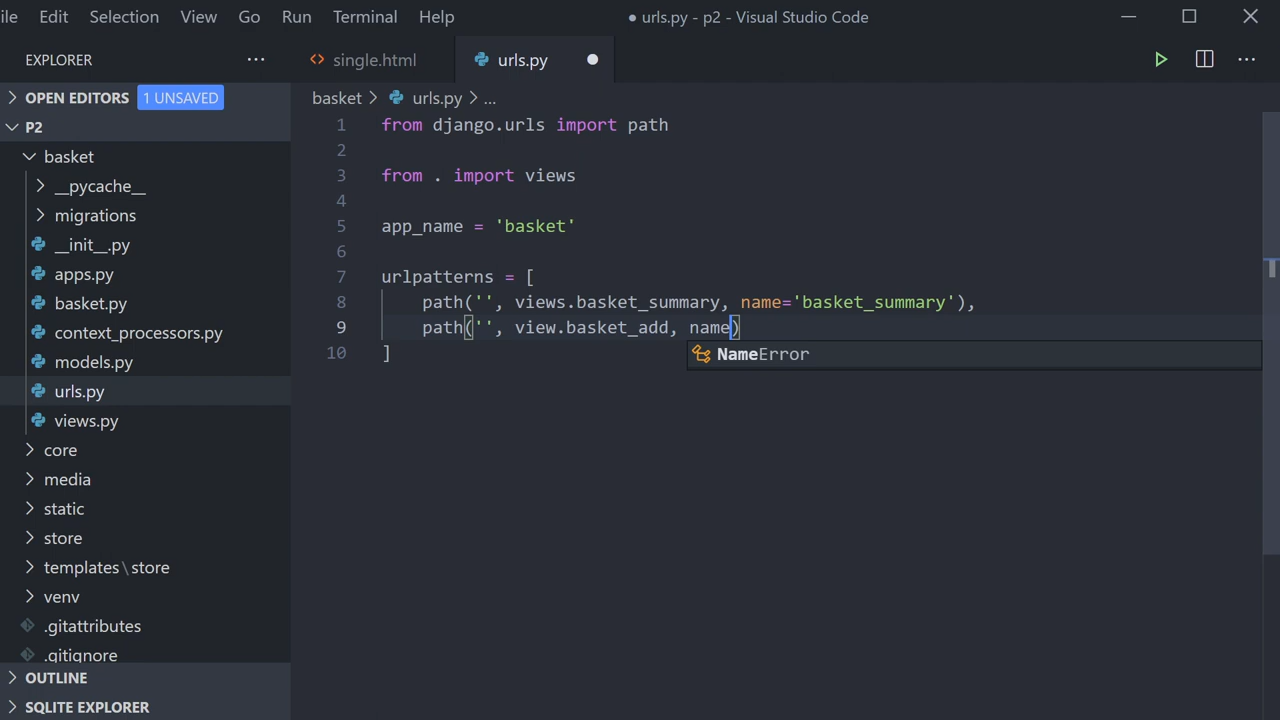 ile Edit Selection View Go Run Terminal Help ● urls.py - p2 - Visual Studio Code
EXPLORER ··· <> single.html urls.py ···
OPEN EDITORS 1 UNSAVED
basket > urls.py > ...
P2
basket
__pycache__
migrations
__init__.py
apps.py
basket.py
context_processors.py
models.py
urls.py
views.py
core
media
static
store
templates\store
venv
.gitattributes
.gitignore
OUTLINE
SQLITE EXPLORER
1 from django.urls import path
2
3 from . import views
4
5 app_name = 'basket'
6
7 urlpatterns = [
8 path('', views.basket_summary, name='basket_summary'),
9 path('', view.basket_add, name)
NameError
10 ]